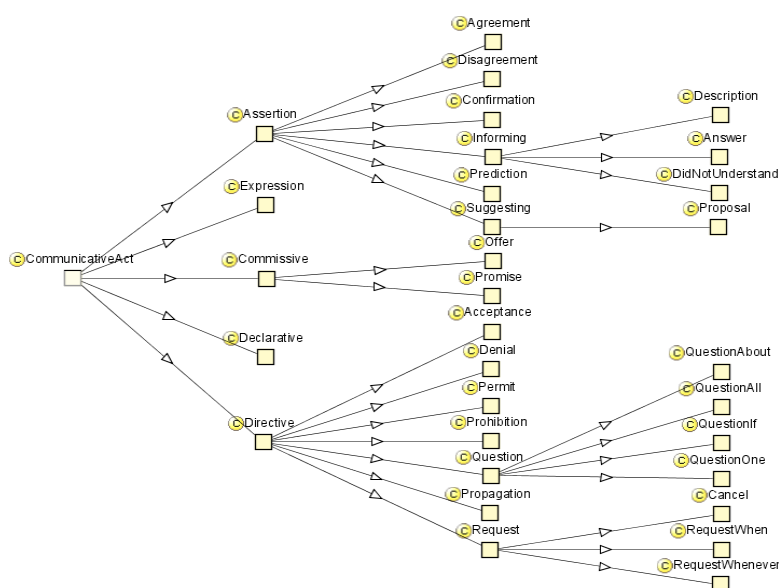 C Agreement
C Disagreement
C Confirmation
C Description
C Assertion
C Informing
C Answer
C Prediction
C DidNotUnderstand
C Expression
C Suggesting
C Proposal
C Offer
C CommunicativeAct
C Commissive
C Promise
C Acceptance
C Declarative
C Denial
C QuestionAbout
C Permit
C QuestionAll
C Directive
C Prohibition
C QuestionIf
C Question
C QuestionOne
C Propagation
C Cancel
C Request
C RequestWhen
C RequestWhenever